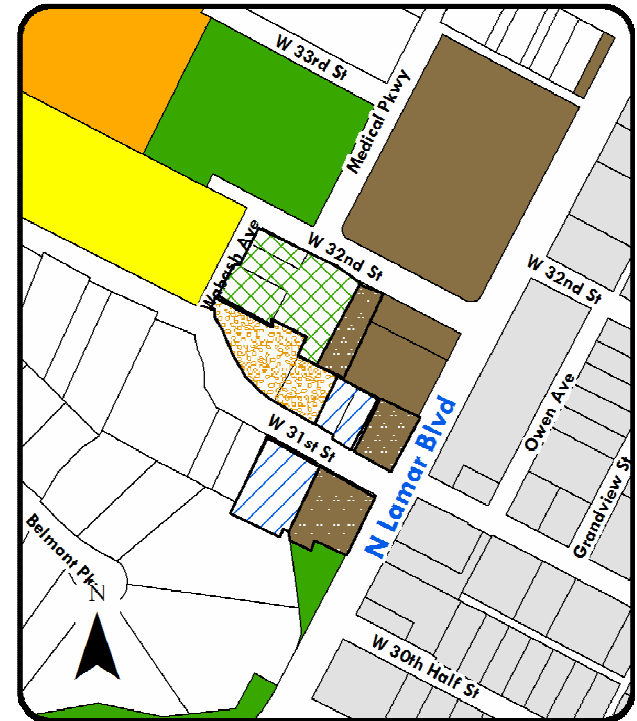 W 33rd St
Medical Pkwy
Wabash Ave
W 32nd St
W 32nd St
Owen Ave
N Lamar Blvd
W 31st St
Grandview St
Belmont Pk
N
W 30th Half St